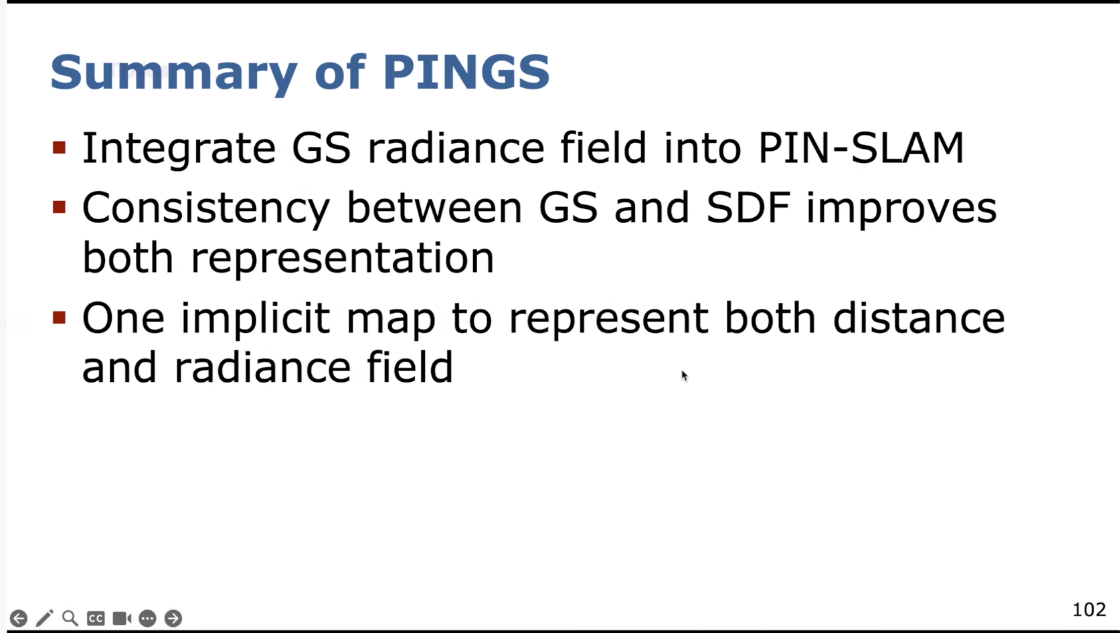 Summary of PINGS
Integrate GS radiance field into PIN-SLAM
Consistency between GS and SDF improves
both representation
One implicit map to represent both distance
and radiance field
CC
102